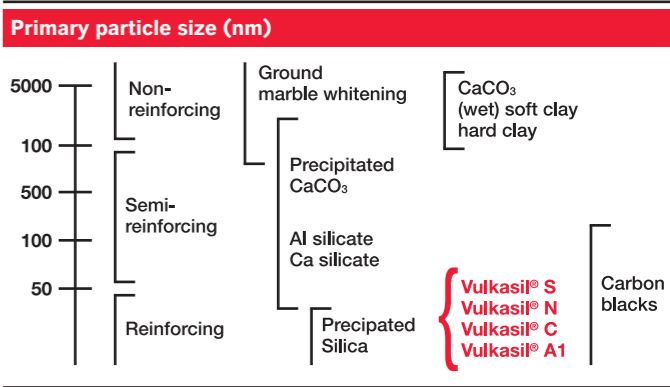 Primary particle size (nm)
5000
100
500
100
50
Non-
reinforcing
Semi-
reinforcing
Reinforcing
Ground
marble whitening
Precipitated
CaCO₃
Al silicate
Ca silicate
Precipated
Silica
CaCO₃
(wet) soft clay
hard clay
Vulkasil® S
Vulkasil® N
Vulkasil® C
Vulkasil® A1
Carbon
blacks